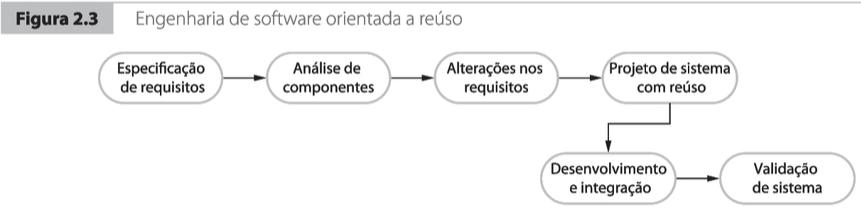 Figura 2.3 Engenharia de software orientada a reúso
Especificação
de requisitos
Análise de
componentes
Alterações nos
requisitos
Projeto de sistema
com reúso
Desenvolvimento
e integração
Validação
de sistema